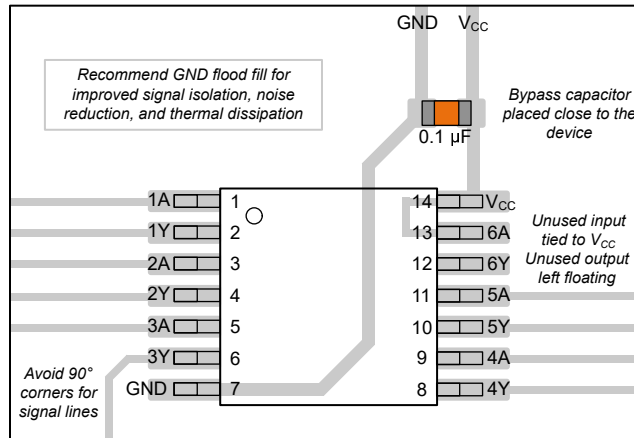 GND VCC
Recommend GND flood fill for
improved signal isolation, noise
reduction, and thermal dissipation
Bypass capacitor
placed close to the
device
0.1 µF
1A 1 14 VCC
1Y 2 13 6A
2A 3 12 6Y
2Y 4 11 5A
3A 5 10 5Y
3Y 6 9 4A
GND 7 8 4Y
Unused input
tied to VCC
Unused output
left floating
Avoid 90°
corners for
signal lines